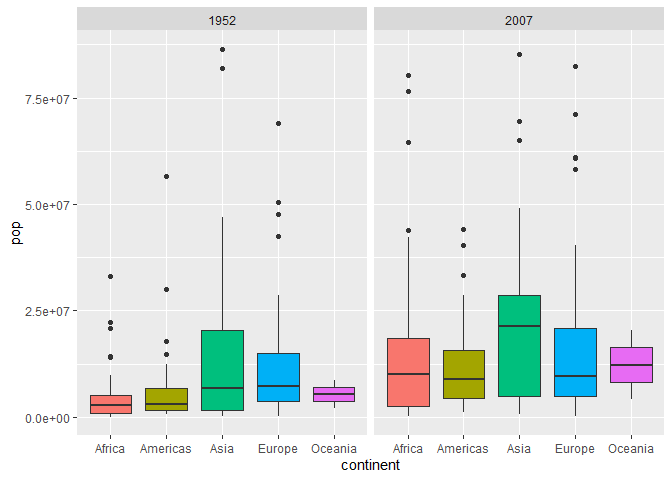 1952 2007
7.5e+07
5.0e+07
2.5e+07
0.0e+00
pop
Africa Americas Asia Europe Oceania Africa Americas Asia Europe Oceania
continent